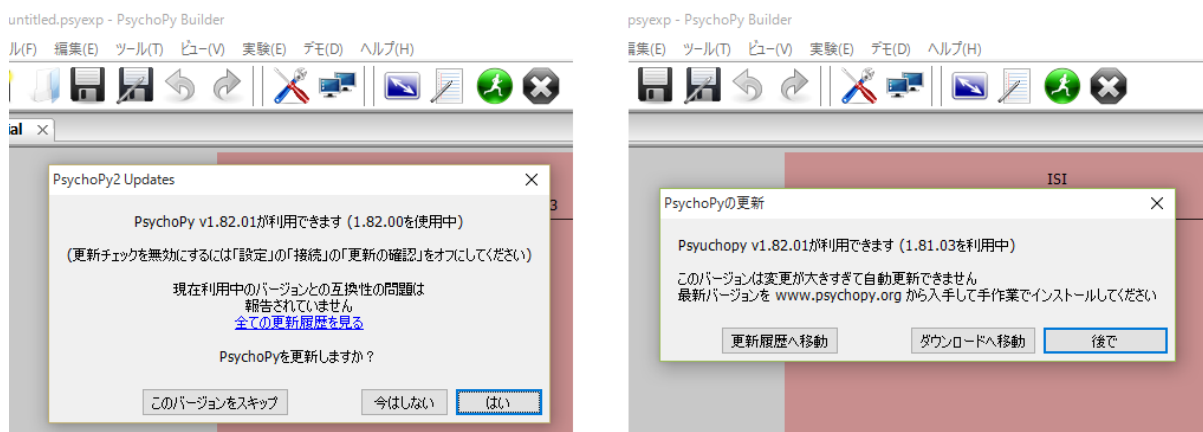 untitled.psyexp - PsychoPy Builder
ル(F) 編集(E) ツール(T) ビュー(V) 実験(E) デモ(D) ヘルプ(H)
ial
PsychoPy2 Updates
3
PsychoPy v1.82.01が利用できます (1.82.00を使用中)
(更新チェックを無効にするには「設定」の「接続」の「更新の確認」をオフにしてください)
現在利用中のバージョンとの互換性の問題は
報告されていません
全ての更新履歴を見る
PsychoPyを更新しますか？
このバージョンをスキップ 今はしない はい
psyexp - PsychoPy Builder
編集(E) ツール(T) ビュー(V) 実験(E) デモ(D) ヘルプ(H)
ISI
PsychoPyの更新
Psyuchopy v1.82.01が利用できます (1.81.03を利用中)
このバージョンは変更が大きすぎて自動更新できません
最新バージョンを www.psychopy.org から入手して手作業でインストールしてください
更新履歴へ移動 ダウンロードへ移動 後で